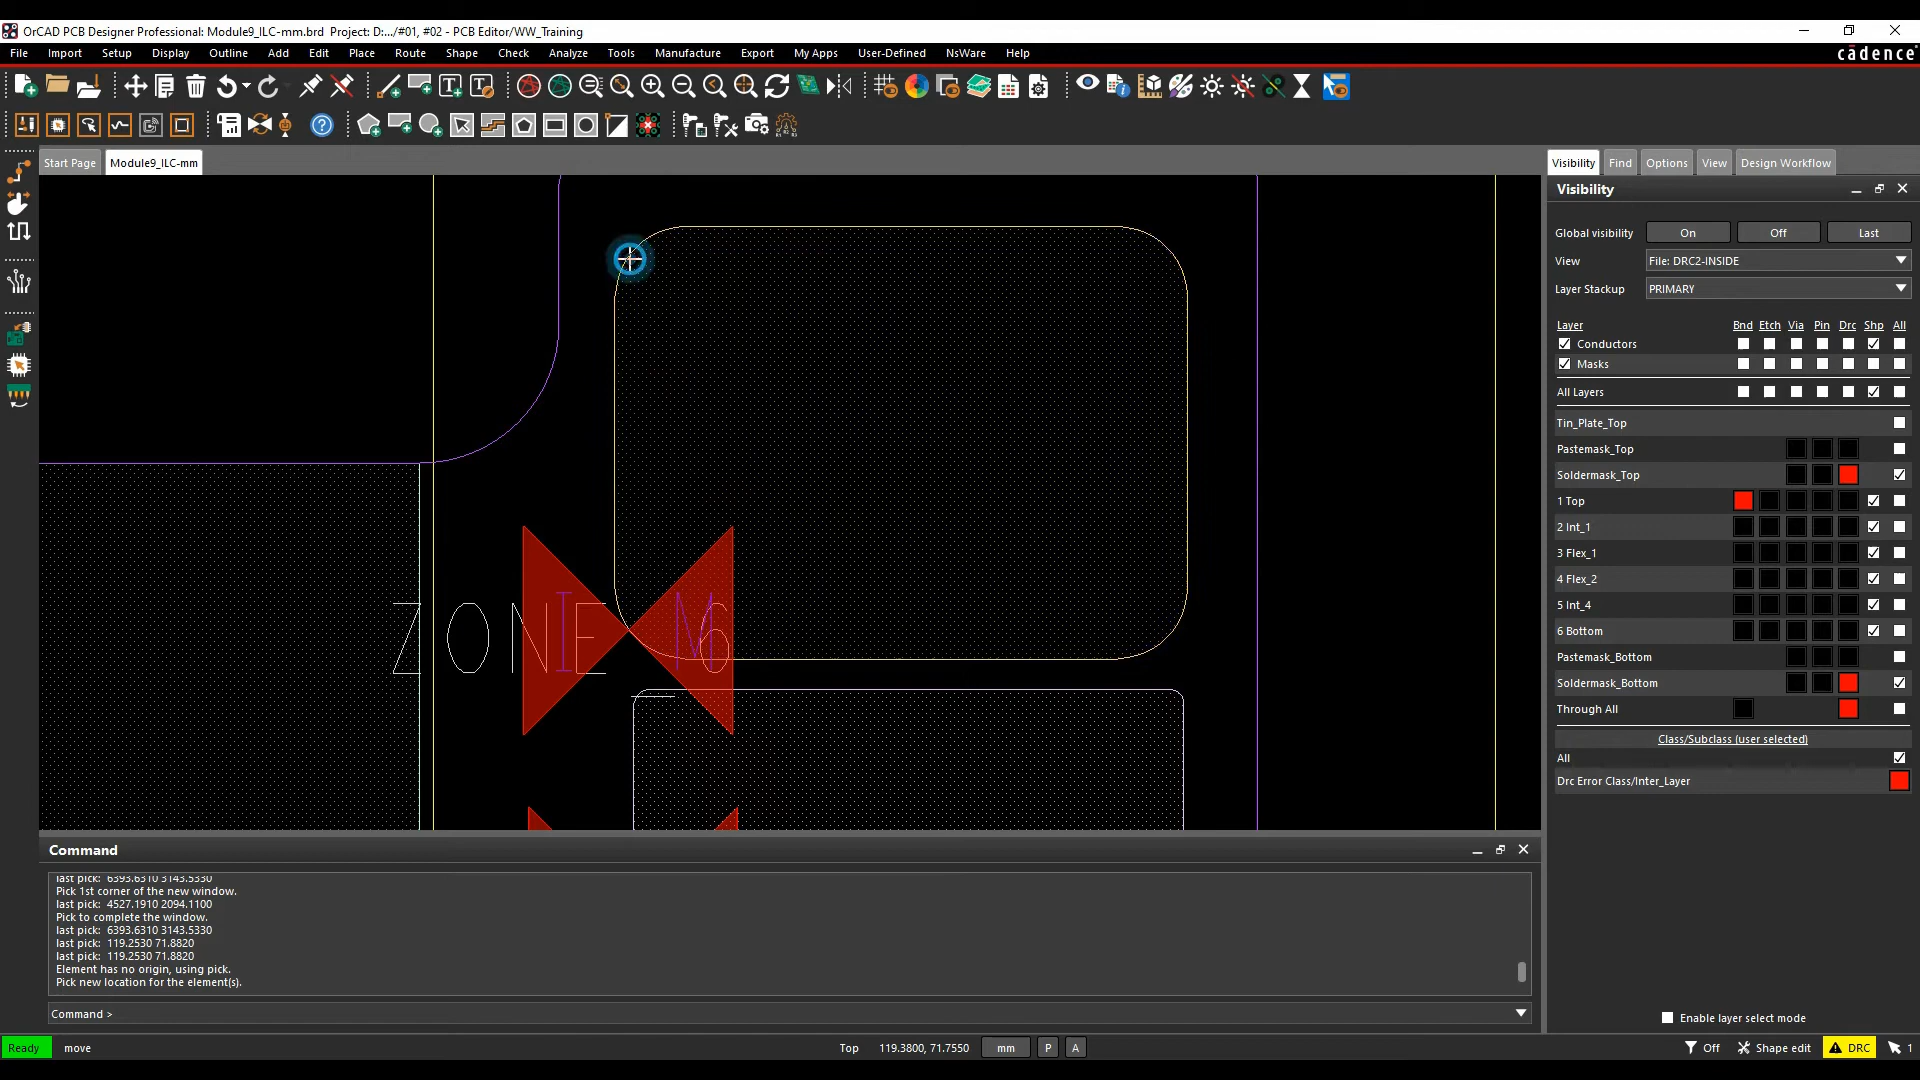 OrCAD PCB Designer Professional: Module9_ILC-mm.brd  Project: D:.../#01, #02 - PCB Editor/WW_Training
File Import Setup Display Outline Add Edit Place Route Shape Check Analyze Tools Manufacture Export My Apps User-Defined NsWare Help
cādence
Start Page Module9_ILC-mm
Visibility Find Options View Design Workflow
Visibility
Global visibility On Off Last
View File: DRC2-INSIDE
Layer Stackup PRIMARY
Layer Bnd Etch Via Pin Drc Shp All
Conductors
Masks
All Layers
Tin_Plate_Top
Pastemask_Top
Soldermask_Top
1 Top
2 Int_1
3 Flex_1
4 Flex_2
5 Int_4
6 Bottom
Pastemask_Bottom
Soldermask_Bottom
Through All
Class/Subclass (user selected)
All
Drc Error Class/Inter_Layer
Enable layer select mode
ZONE 6
I M
Command
last pick:  6393.6310 3143.5330
Pick 1st corner of the new window.
last pick:  4527.1910 2094.1100
Pick to complete the window.
last pick:  6393.6310 3143.5330
last pick:  119.2530 71.8820
last pick:  119.2530 71.8820
Element has no origin, using pick.
Pick new location for the element(s).
Command >
Ready move Top 119.3800, 71.7550 mm P A Off Shape edit DRC 1